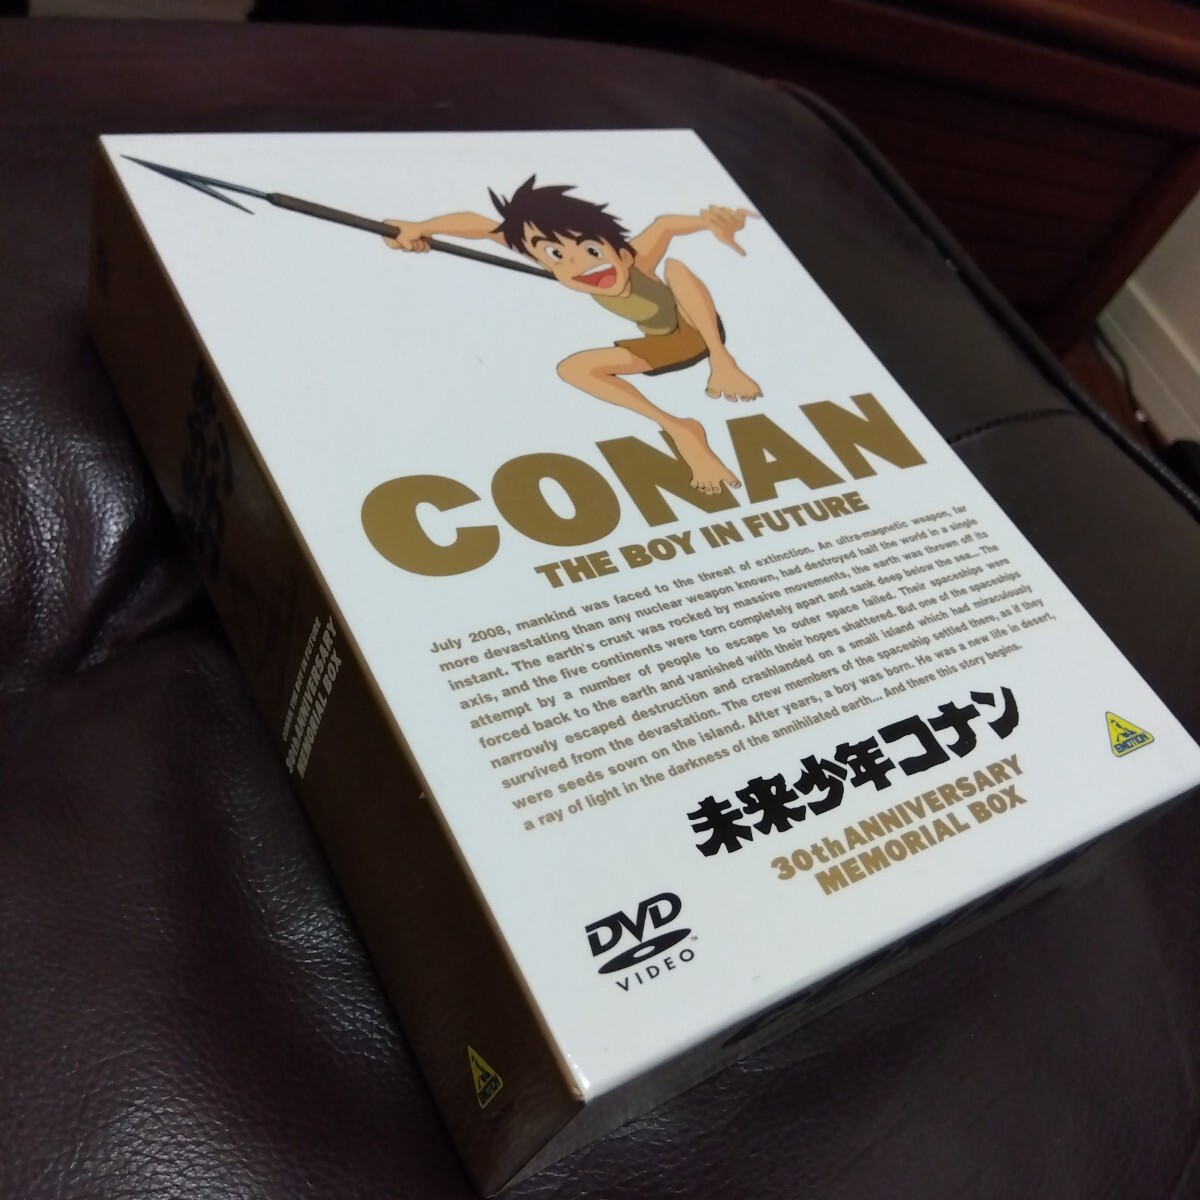 CONAN
THE BOY IN FUTURE
July 2008, mankind was faced to the threat of extinction. An ultra-magnetic weapon, far
more devastating than any nuclear weapon known, had destroyed half the world in a single
instant. The earth's crust was rocked by massive movements, the earth was thrown off its
axis, and the five continents were torn completely apart and sank deep below the sea... The
attempt by a number of people to escape to outer space failed. Their spaceships were
forced back to the earth and vanished with their hopes shattered. But one of the spaceships
narrowly escaped destruction and crashlanded on a small island which had miraculously
survived from the devastation. The crew members of the spaceship settled there, as if they
were seeds sown on the island. After years, a boy was born. He was a new life in desert,
a ray of light in the darkness of the annihilated earth... And there this story begins.
未来少年コナン
30th ANNIVERSARY
MEMORIAL BOX
EMOTION
DVD
VIDEO
TM
CONAN THE BOY IN FUTURE
30th ANNIVERSARY
MEMORIAL BOX
EMOTION